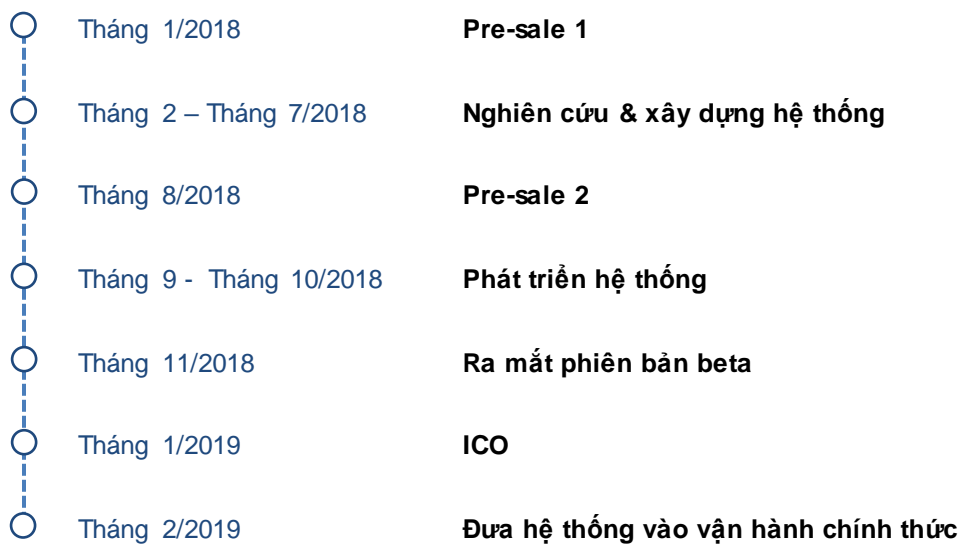 Tháng 1/2018 Pre-sale 1
Tháng 2 – Tháng 7/2018 Nghiên cứu & xây dựng hệ thống
Tháng 8/2018 Pre-sale 2
Tháng 9 - Tháng 10/2018 Phát triển hệ thống
Tháng 11/2018 Ra mắt phiên bản beta
Tháng 1/2019 ICO
Tháng 2/2019 Đưa hệ thống vào vận hành chính thức